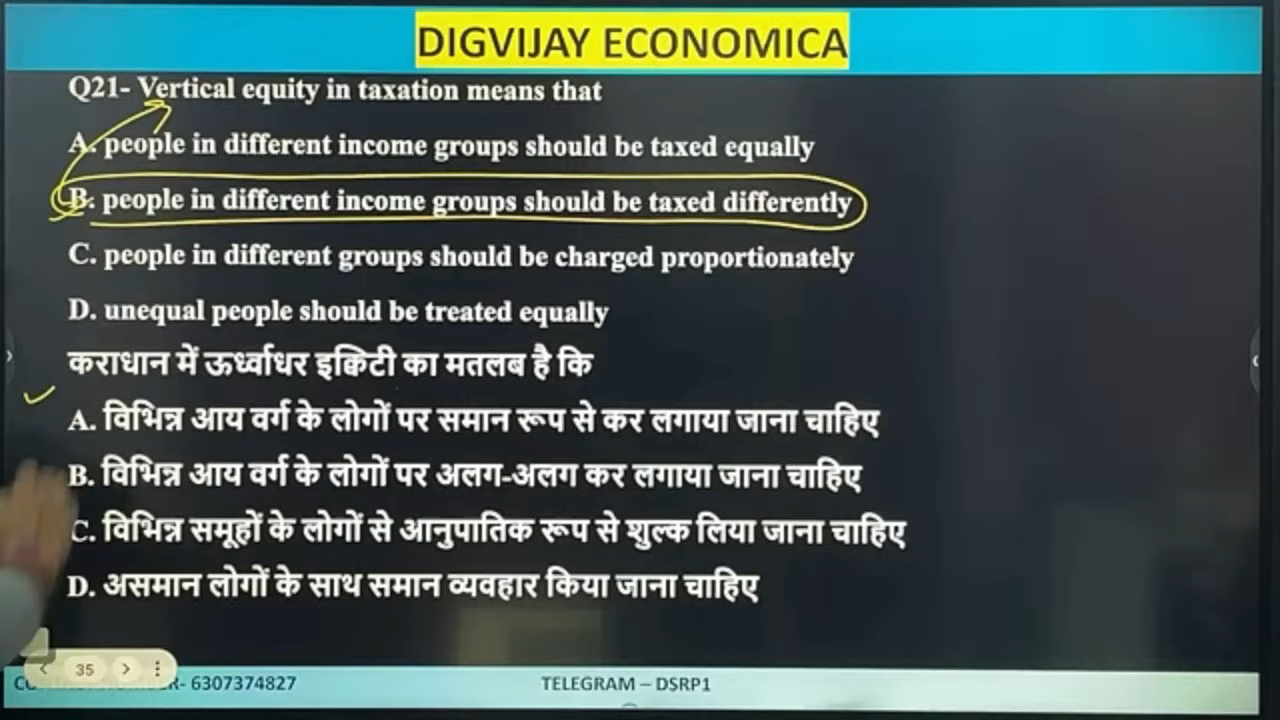 DIGVIJAY ECONOMICA
Q21- Vertical equity in taxation means that
A. people in different income groups should be taxed equally
B. people in different income groups should be taxed differently
C. people in different groups should be charged proportionately
D. unequal people should be treated equally
कराधान में ऊर्ध्वाधर इक्विटी का मतलब है कि
A. विभिन्न आय वर्ग के लोगों पर समान रूप से कर लगाया जाना चाहिए
B. विभिन्न आय वर्ग के लोगों पर अलग-अलग कर लगाया जाना चाहिए
C. विभिन्न समूहों के लोगों से आनुपातिक रूप से शुल्क लिया जाना चाहिए
D. असमान लोगों के साथ समान व्यवहार किया जाना चाहिए
35
6307374827
TELEGRAM – DSRP1